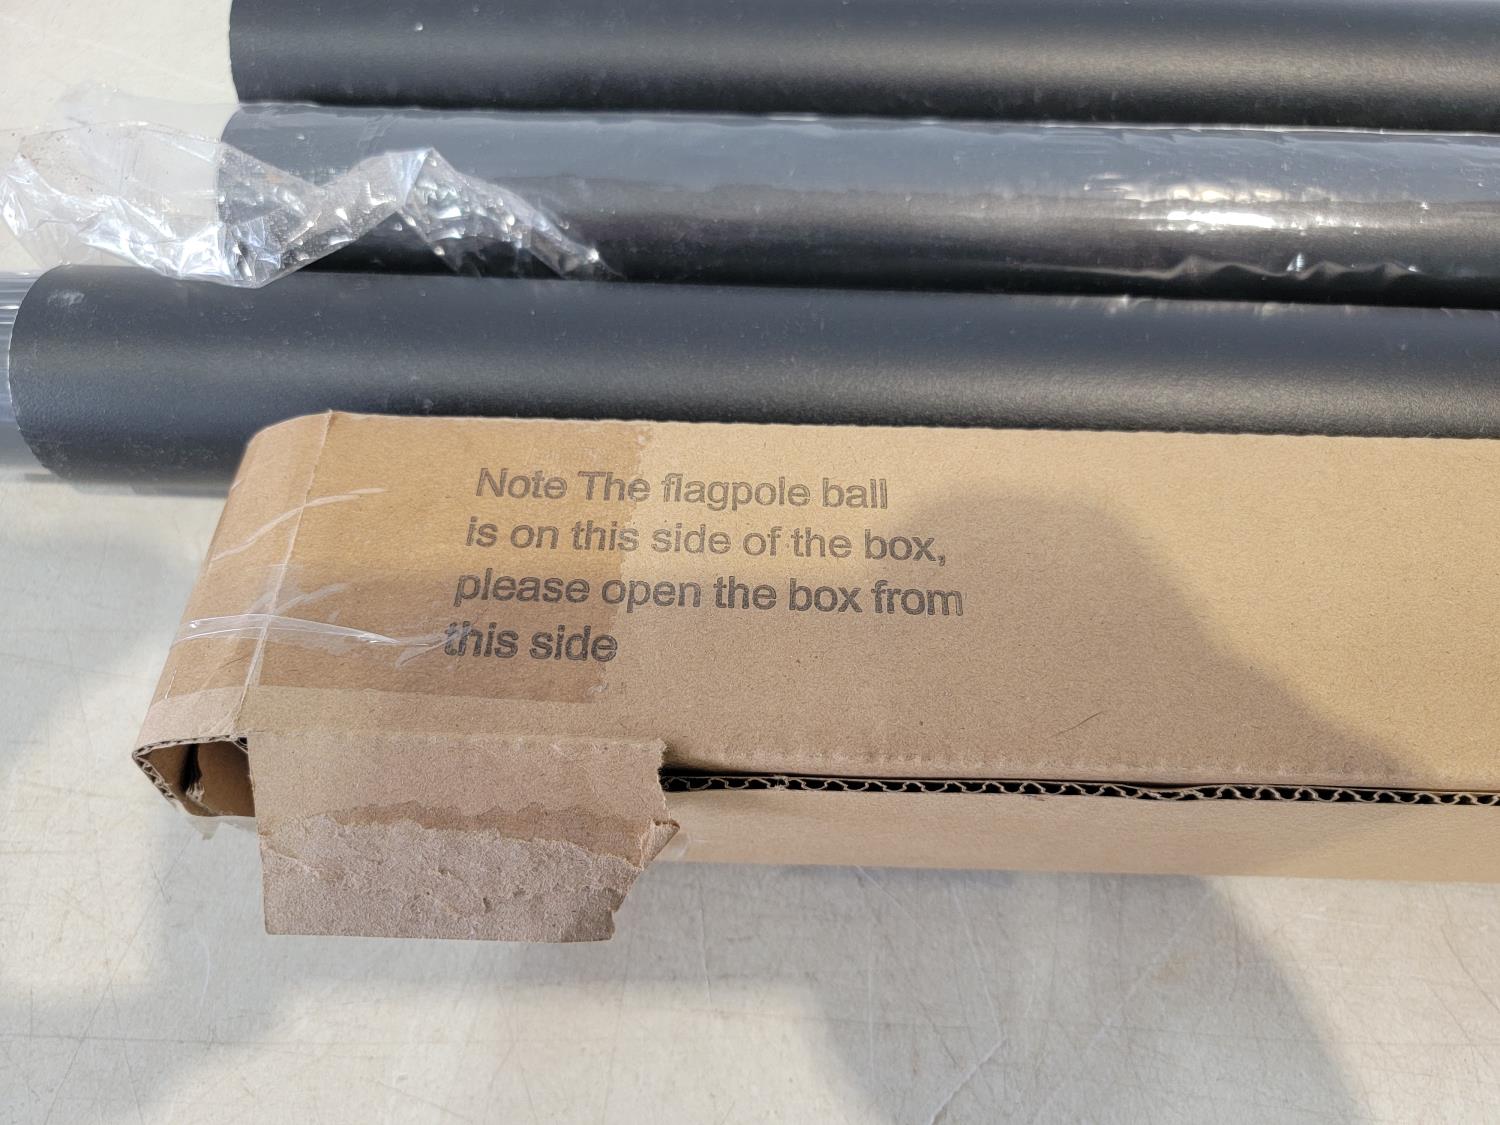 Note The flagpole ball
is on this side of the box,
please open the box from
this side